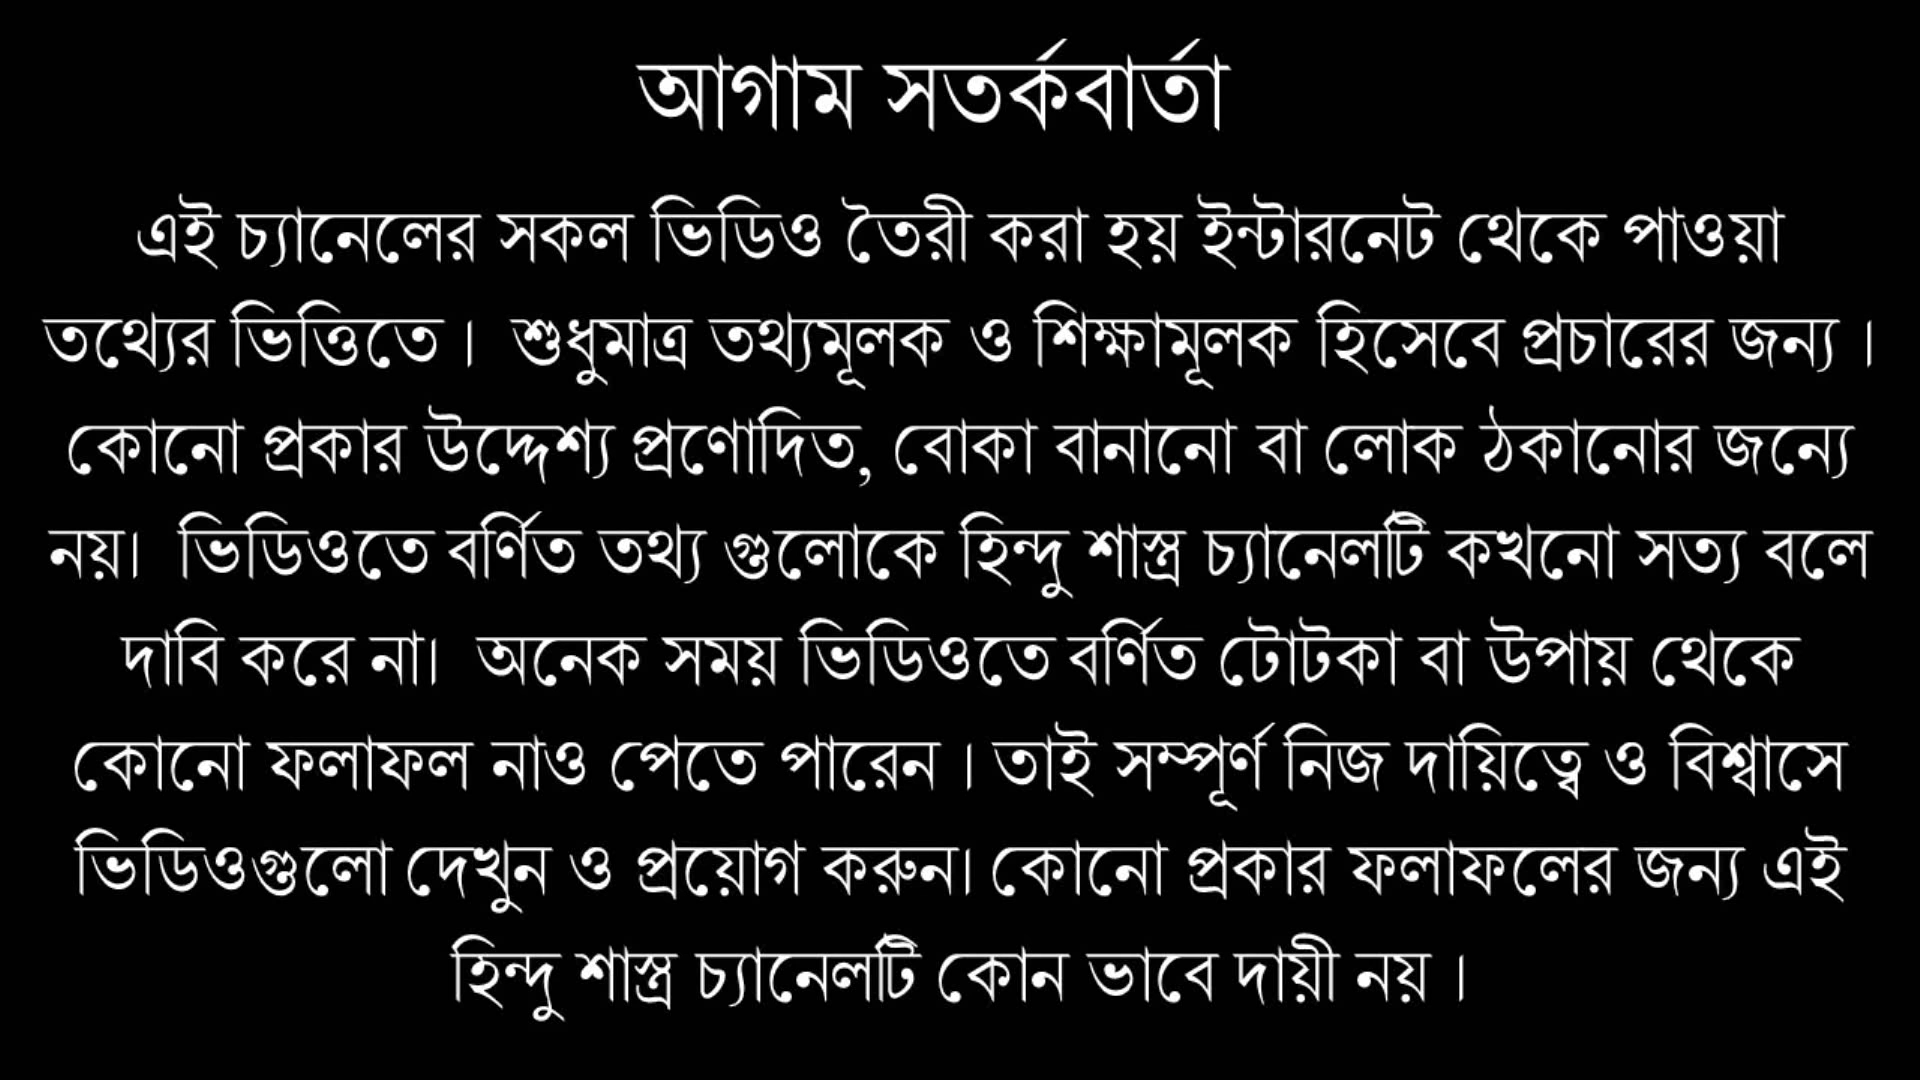 আগাম সতর্কবার্তা
এই চ্যানেলের সকল ভিডিও তৈরী করা হয় ইন্টারনেট থেকে পাওয়া
তথ্যের ভিত্তিতে ।  শুধুমাত্র তথ্যমূলক ও শিক্ষামূলক হিসেবে প্রচারের জন্য ।
কোনো প্রকার উদ্দেশ্য প্রণোদিত, বোকা বানানো বা লোক ঠকানোর জন্যে
নয়।  ভিডিওতে বর্ণিত তথ্য গুলোকে হিন্দু শাস্ত্র চ্যানেলটি কখনো সত্য বলে
দাবি করে না।  অনেক সময় ভিডিওতে বর্ণিত টোটকা বা উপায় থেকে
কোনো ফলাফল নাও পেতে পারেন । তাই সম্পূর্ণ নিজ দায়িত্বে ও বিশ্বাসে
ভিডিওগুলো দেখুন ও প্রয়োগ করুন। কোনো প্রকার ফলাফলের জন্য এই
হিন্দু শাস্ত্র চ্যানেলটি কোন ভাবে দায়ী নয় ।